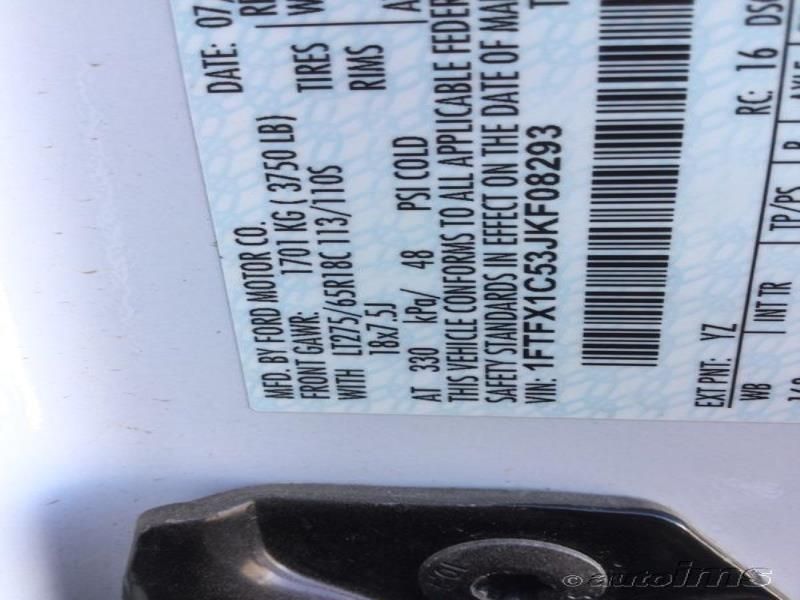 DATE: 07
MFD. BY FORD MOTOR CO.
FRONT GAWR: 1701 KG ( 3750 LB)
WITH LT275/65R18C 113/110S TIRES
18x7.5J RIMS
AT 330 kPa/ 48 PSI COLD
THIS VEHICLE CONFORMS TO ALL APPLICABLE FEDER
SAFETY STANDARDS IN EFFECT ON THE DATE OF MA
VIN: 1FTFX1C53JKF08293
EXT PNT: YZ RC: 16 DS
WB INT TR TP/PS R AXLE
autoims